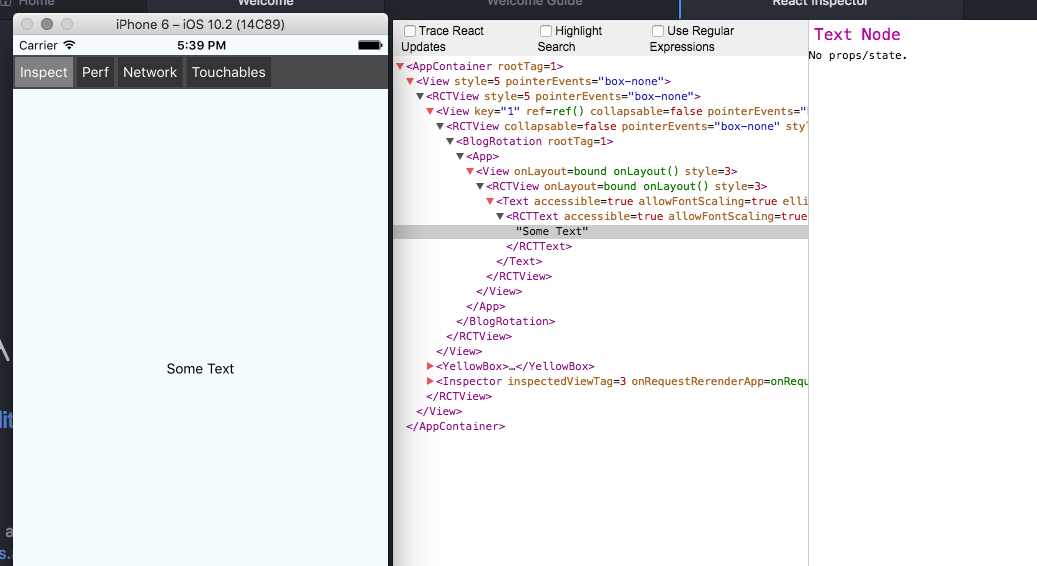 Home
Welcome
Welcome Guide
React Inspector
iPhone 6 – iOS 10.2 (14C89)
Carrier
5:39 PM
Inspect
Perf
Network
Touchables
Some Text
Trace React Updates
Highlight Search
Use Regular Expressions
<AppContainer rootTag=1>
<View style=5 pointerEvents="box-none">
<RCTView style=5 pointerEvents="box-none">
<View key="1" ref=ref() collapsable=false pointerEvents="
<RCTView collapsable=false pointerEvents="box-none" sty
<BlogRotation rootTag=1>
<App>
<View onLayout=bound onLayout() style=3>
<RCTView onLayout=bound onLayout() style=3>
<Text accessible=true allowFontScaling=true elli
<RCTText accessible=true allowFontScaling=true
"Some Text"
</RCTText>
</Text>
</RCTView>
</View>
</App>
</BlogRotation>
</RCTView>
</View>
<YellowBox>…</YellowBox>
<Inspector inspectedViewTag=3 onRequestRerenderApp=onRequ
</RCTView>
</View>
</AppContainer>
Text Node
No props/state.